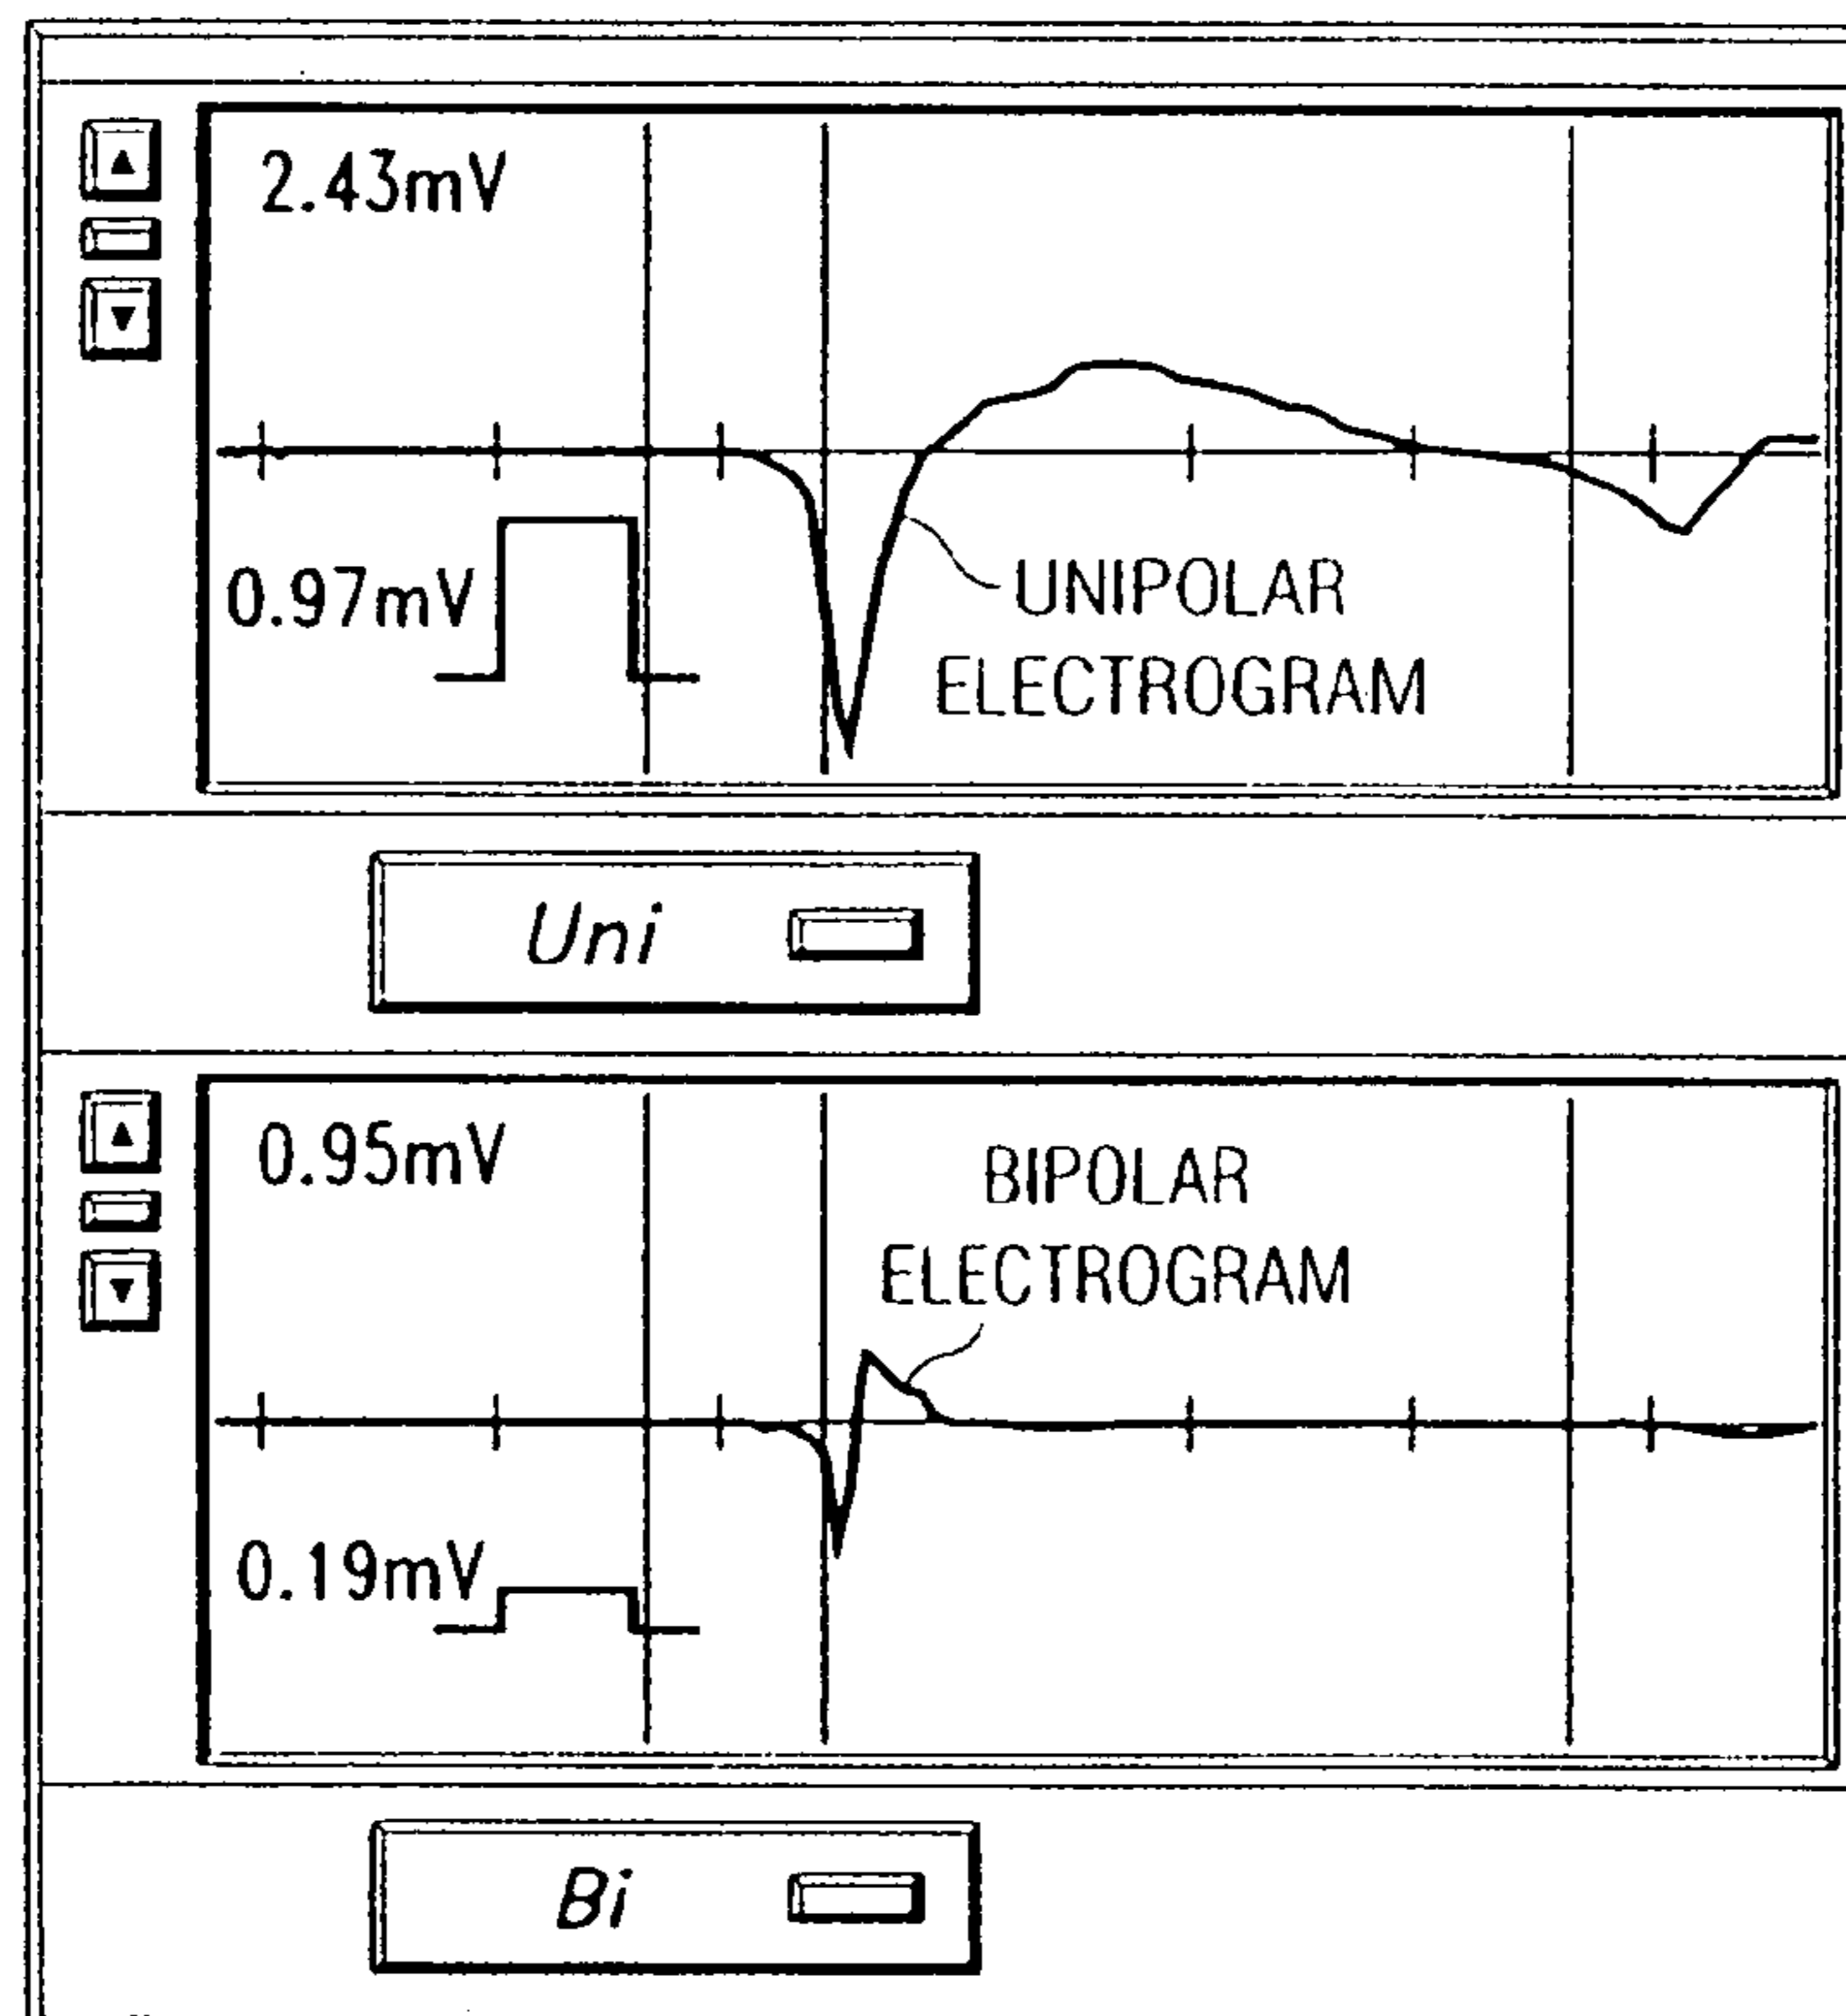 2.43mV
0.97mV
UNIPOLAR
ELECTROGRAM
Uni
0.95mV
BIPOLAR
ELECTROGRAM
0.19mV
Bi